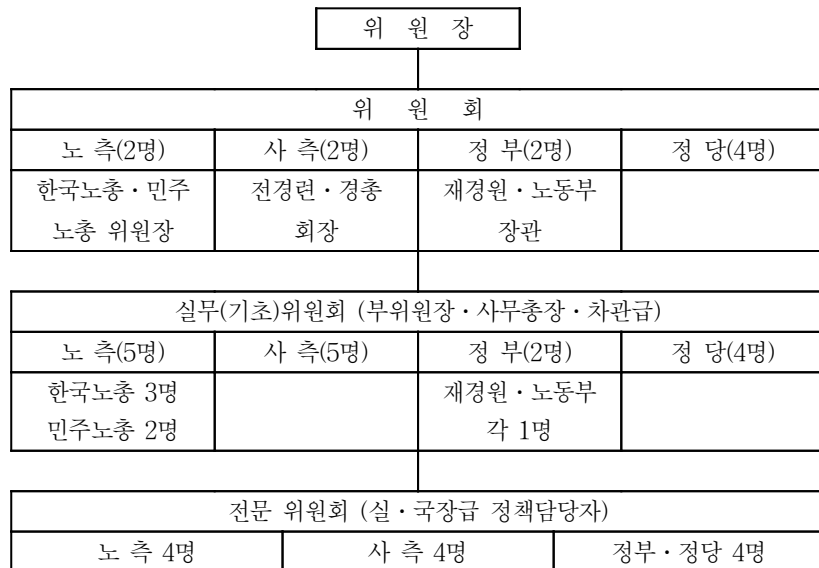 위 원 장
위 원 회
노 측(2명) 사 측(2명) 정 부(2명) 정 당(4명)
한국노총・민주 전경련・경총 재경원・노동부
노총 위원장 회장 장관
실무(기초)위원회 (부위원장・사무총장・차관급)
노 측(5명) 사 측(5명) 정 부(2명) 정 당(4명)
한국노총 3명 재경원・노동부
민주노총 2명 각 1명
전문 위원회 (실・국장급 정책담당자)
노 측 4명 사 측 4명 정부・정당 4명